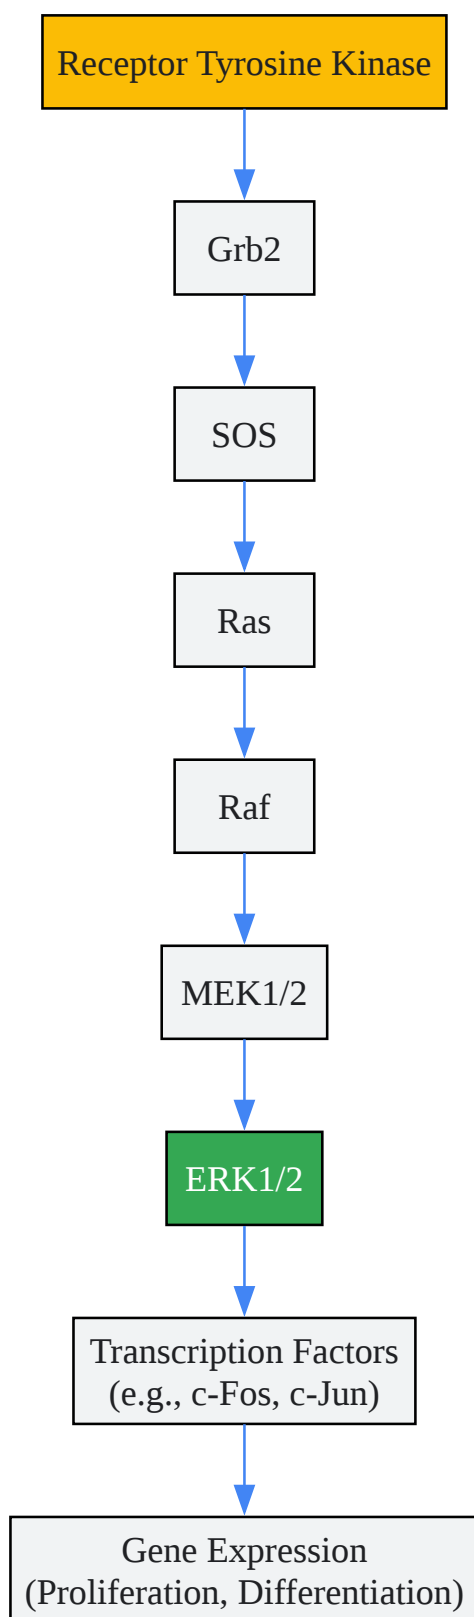 Receptor Tyrosine Kinase
Grb2
SOS
Ras
Raf
MEK1/2
ERK1/2
Transcription Factors
(e.g., c-Fos, c-Jun)
Gene Expression
(Proliferation, Differentiation)